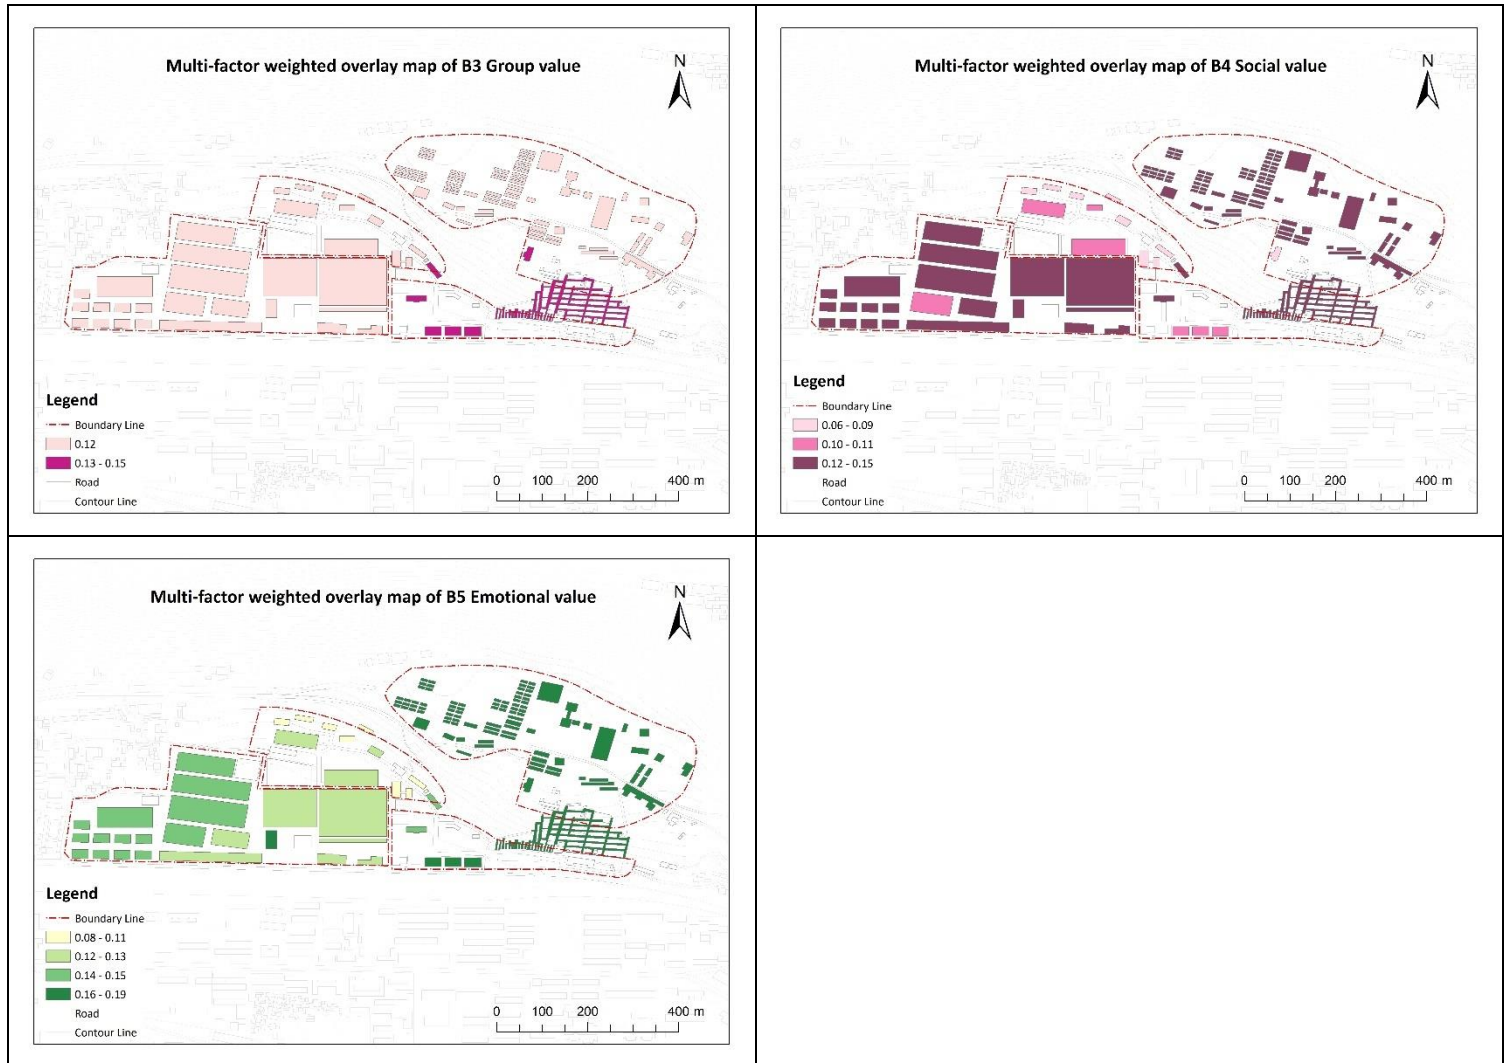 Multi-factor weighted overlay map of B3 Group value
N
Legend
Boundary Line
0.12
0.13 - 0.15
Road
Contour Line
0 100 200 400 m
Multi-factor weighted overlay map of B4 Social value
N
Legend
Boundary Line
0.06 - 0.09
0.10 - 0.11
0.12 - 0.15
Road
Contour Line
0 100 200 400 m
Multi-factor weighted overlay map of B5 Emotional value
N
Legend
Boundary Line
0.08 - 0.11
0.12 - 0.13
0.14 - 0.15
0.16 - 0.19
Road
Contour Line
0 100 200 400 m